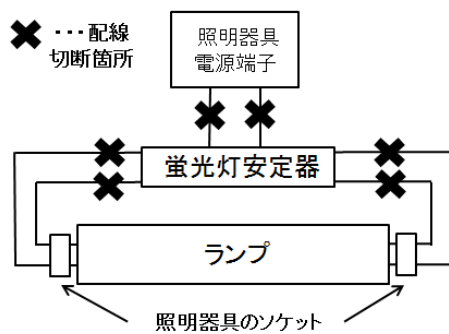 ･･･配線
切断箇所
照明器具
電源端子
蛍光灯安定器
ランプ
照明器具のソケット